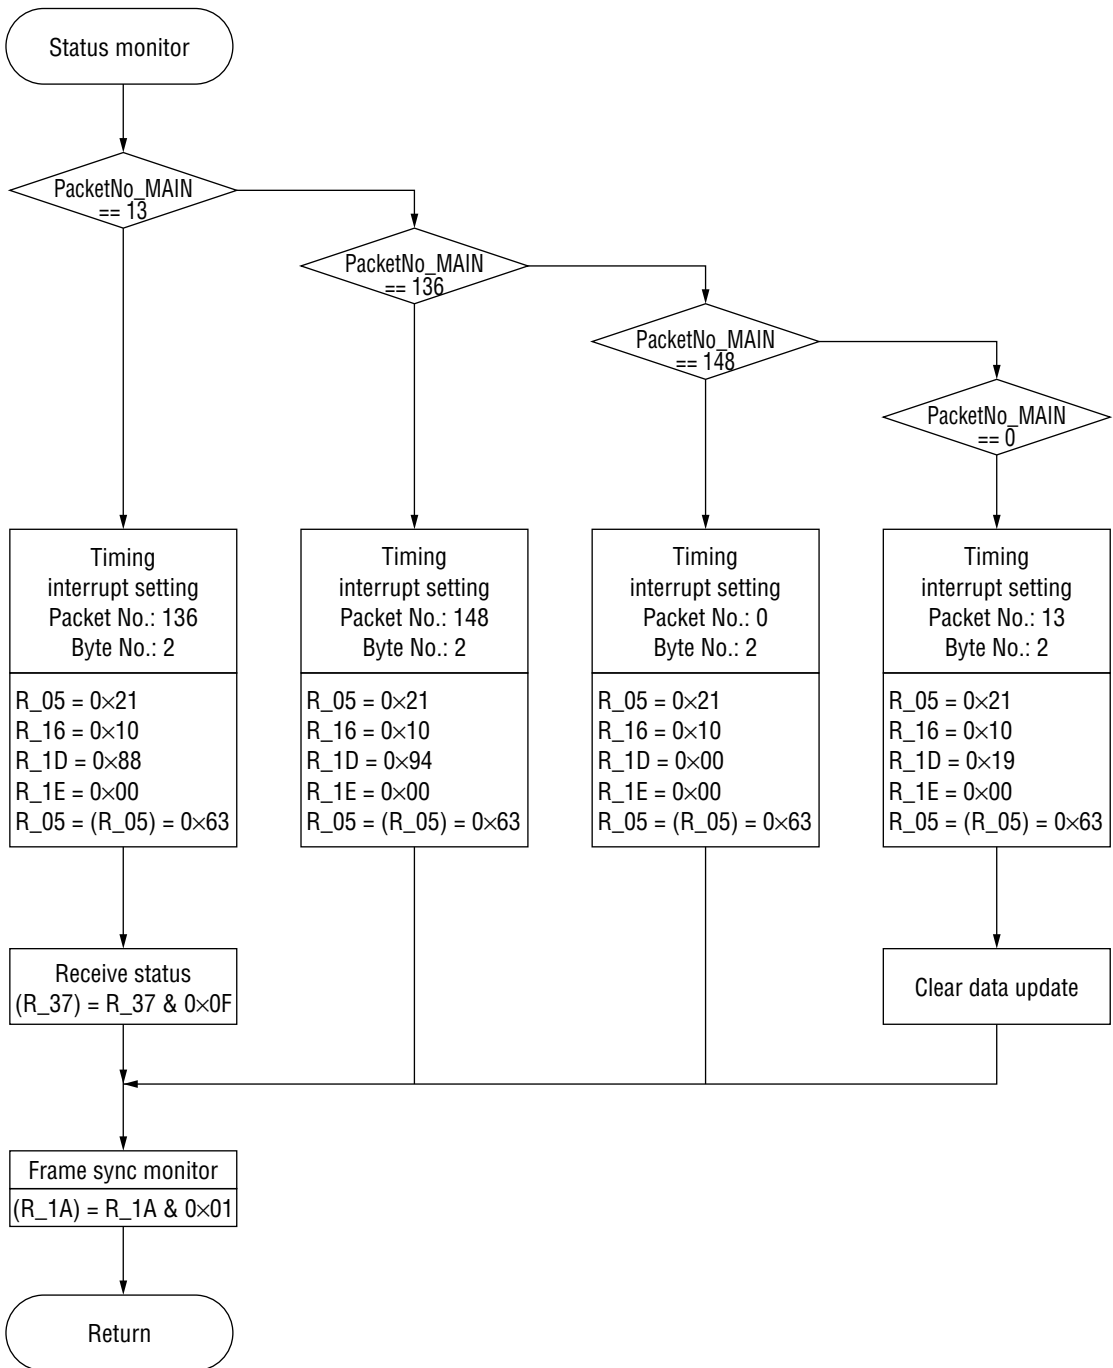 Status monitor
PacketNo_MAIN
== 13
PacketNo_MAIN
== 136
PacketNo_MAIN
== 148
PacketNo_MAIN
== 0
Timing
interrupt setting
Packet No.: 136
Byte No.: 2
R_05 = 0×21
R_16 = 0×10
R_1D = 0×88
R_1E = 0×00
R_05 = (R_05) = 0×63
Timing
interrupt setting
Packet No.: 148
Byte No.: 2
R_05 = 0×21
R_16 = 0×10
R_1D = 0×94
R_1E = 0×00
R_05 = (R_05) = 0×63
Timing
interrupt setting
Packet No.: 0
Byte No.: 2
R_05 = 0×21
R_16 = 0×10
R_1D = 0×00
R_1E = 0×00
R_05 = (R_05) = 0×63
Timing
interrupt setting
Packet No.: 13
Byte No.: 2
R_05 = 0×21
R_16 = 0×10
R_1D = 0×19
R_1E = 0×00
R_05 = (R_05) = 0×63
Receive status
(R_37) = R_37 & 0×0F
Clear data update
Frame sync monitor
(R_1A) = R_1A & 0×01
Return